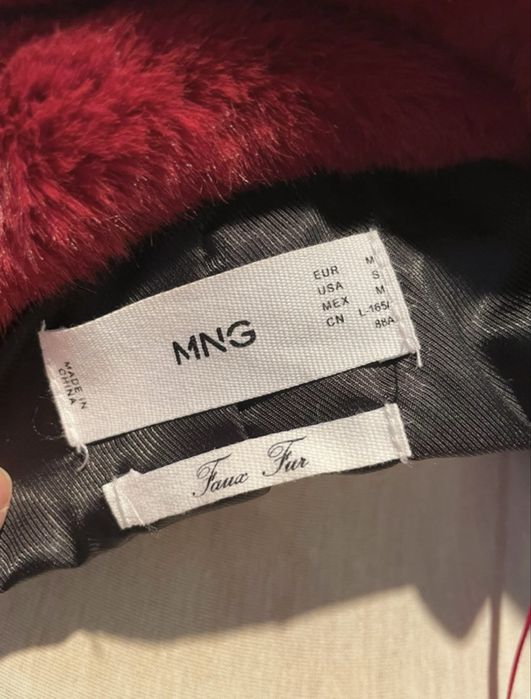 MNG
EUR M
USA S
MEX M
CN L-165/
88A
MADE IN
CHINA
Faux Fur